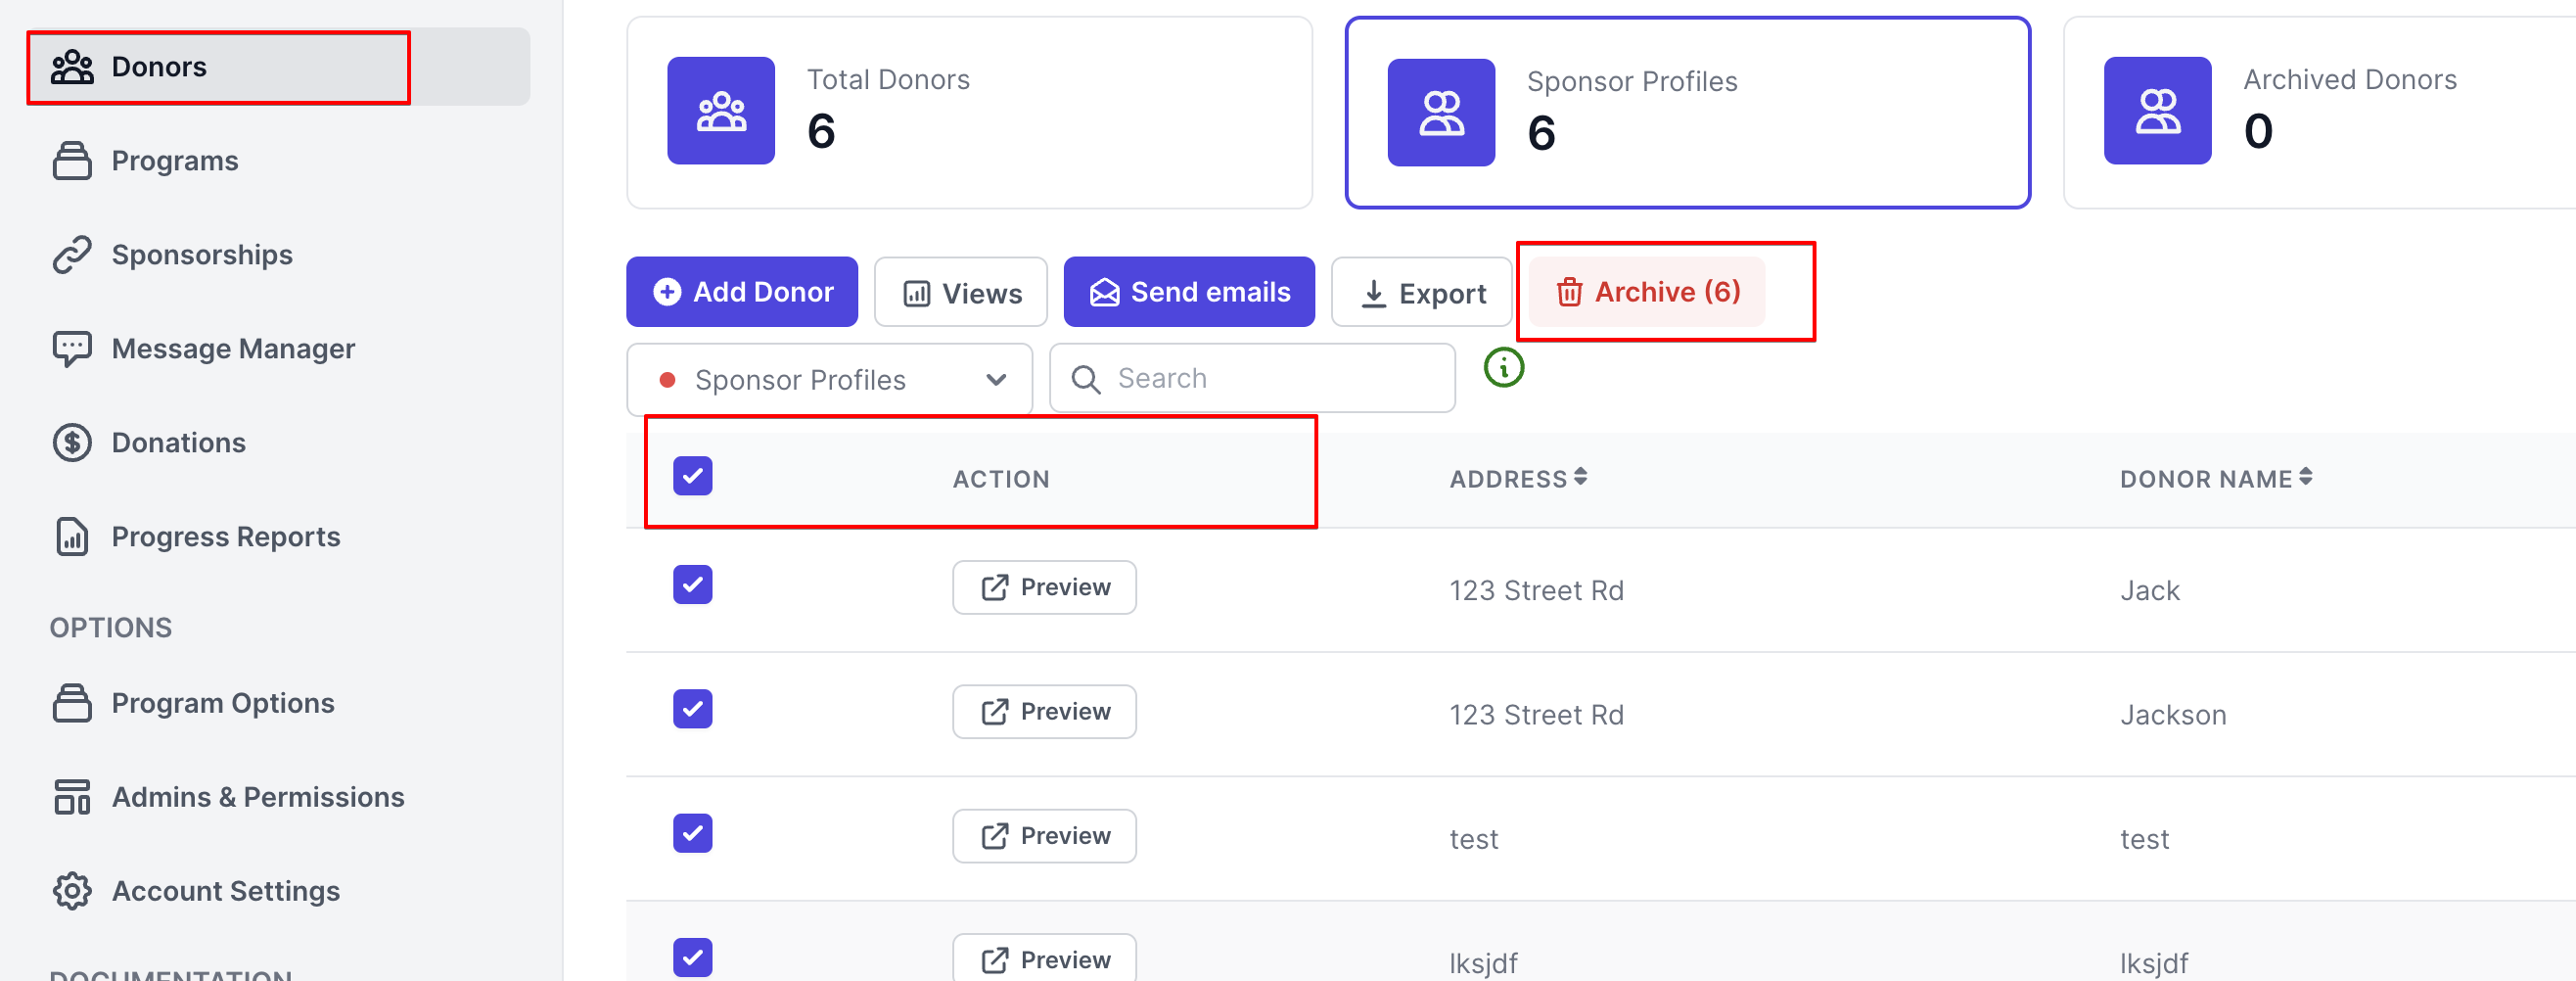 Donors
Programs
Sponsorships
Message Manager
Donations
Progress Reports
OPTIONS
Program Options
Admins & Permissions
Account Settings
DOCUMENTATION
Total Donors
6
Sponsor Profiles
6
Archived Donors
0
Add Donor
Views
Send emails
Export
Archive (6)
Sponsor Profiles
Search
ACTION ADDRESS DONOR NAME
Preview 123 Street Rd Jack
Preview 123 Street Rd Jackson
Preview test test
Preview lksjdf lksjdf